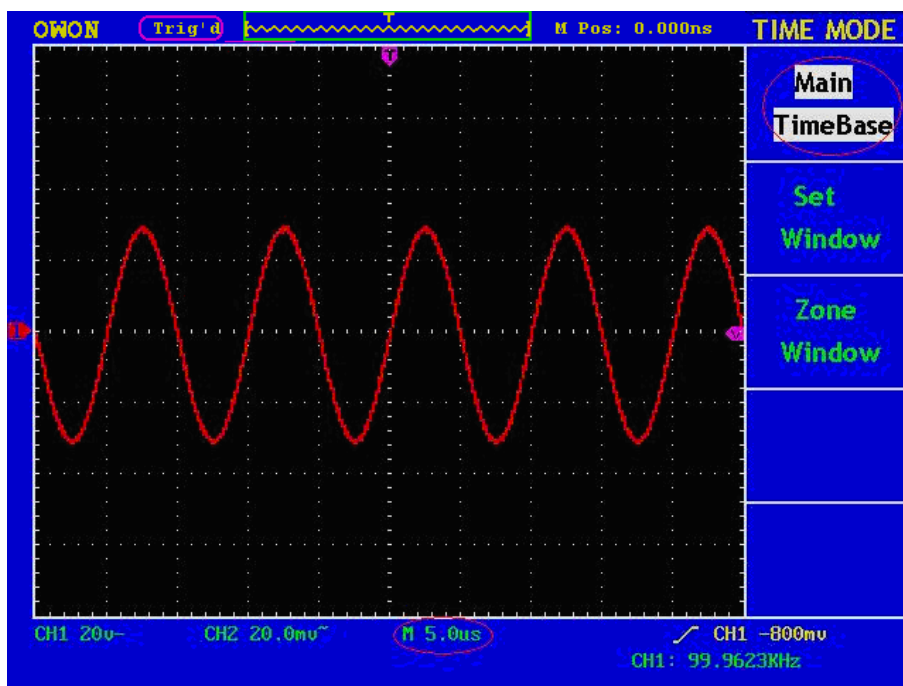 OWON Trig'd T M Pos: 0.000ns TIME MODE
T
Main
TimeBase
Set
Window
Zone
Window
1
CH1 20v- CH2 20.0mv~ M 5.0us CH1 -800mv
CH1: 99.9623KHz